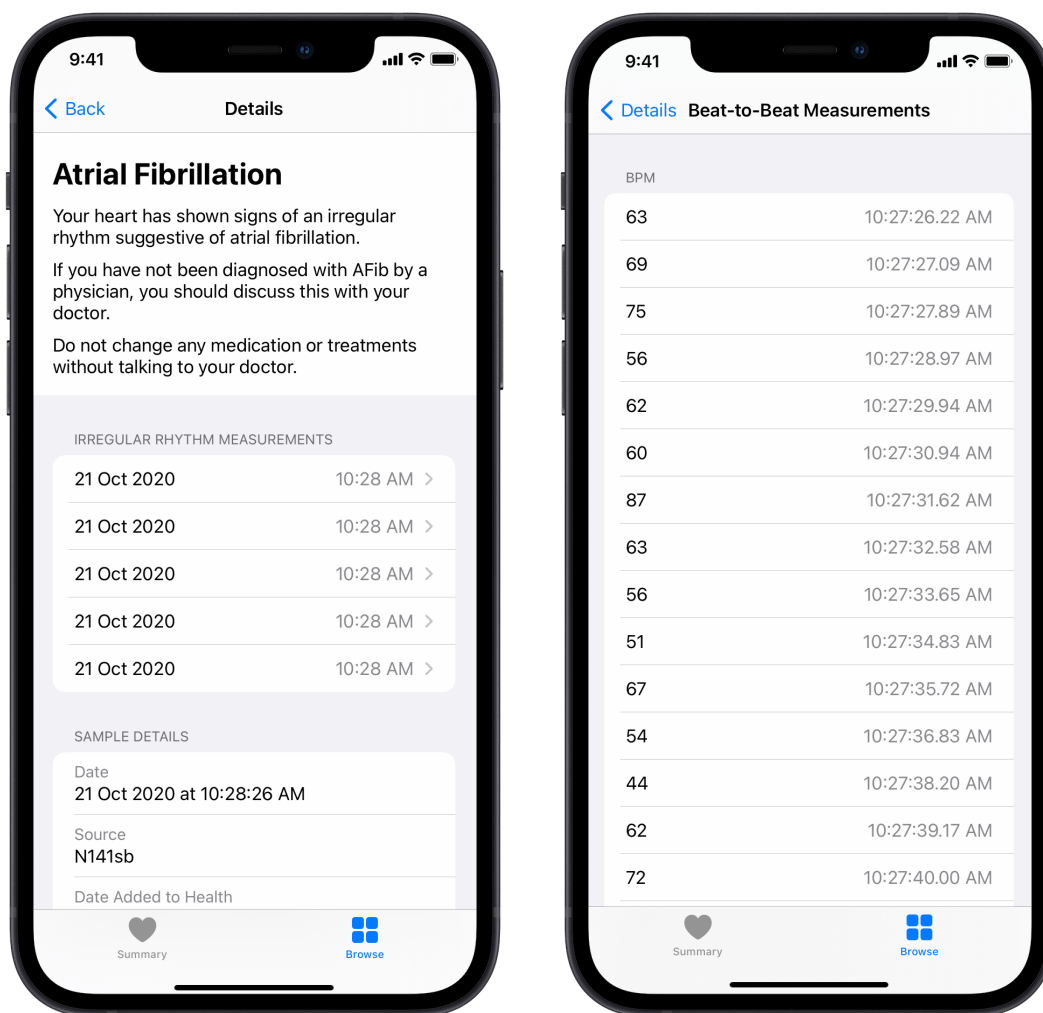 9:41
Back
Details
Atrial Fibrillation
Your heart has shown signs of an irregular
rhythm suggestive of atrial fibrillation.
If you have not been diagnosed with AFib by a
physician, you should discuss this with your
doctor.
Do not change any medication or treatments
without talking to your doctor.
IRREGULAR RHYTHM MEASUREMENTS
21 Oct 2020 10:28 AM
21 Oct 2020 10:28 AM
21 Oct 2020 10:28 AM
21 Oct 2020 10:28 AM
21 Oct 2020 10:28 AM
SAMPLE DETAILS
Date
21 Oct 2020 at 10:28:26 AM
Source
N141sb
Date Added to Health
Summary
Browse
9:41
Details
Beat-to-Beat Measurements
BPM
63 10:27:26.22 AM
69 10:27:27.09 AM
75 10:27:27.89 AM
56 10:27:28.97 AM
62 10:27:29.94 AM
60 10:27:30.94 AM
87 10:27:31.62 AM
63 10:27:32.58 AM
56 10:27:33.65 AM
51 10:27:34.83 AM
67 10:27:35.72 AM
54 10:27:36.83 AM
44 10:27:38.20 AM
62 10:27:39.17 AM
72 10:27:40.00 AM
Summary
Browse